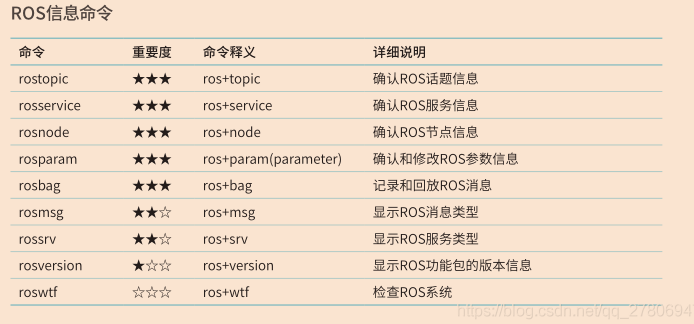 ROS信息命令
命令 重要度 命令释义 详细说明
rostopic ★★★ ros+topic 确认ROS话题信息
rosservice ★★★ ros+service 确认ROS服务信息
rosnode ★★★ ros+node 确认ROS节点信息
rosparam ★★★ ros+param(parameter) 确认和修改ROS参数信息
rosbag ★★★ ros+bag 记录和回放ROS消息
rosmsg ★★☆ ros+msg 显示ROS消息类型
rossrv ★★☆ ros+srv 显示ROS服务类型
rosversion ★☆☆ ros+version 显示ROS功能包的版本信息
roswtf ☆☆☆ ros+wtf 检查ROS系统
https://blog.csdn.net/qq_2780694